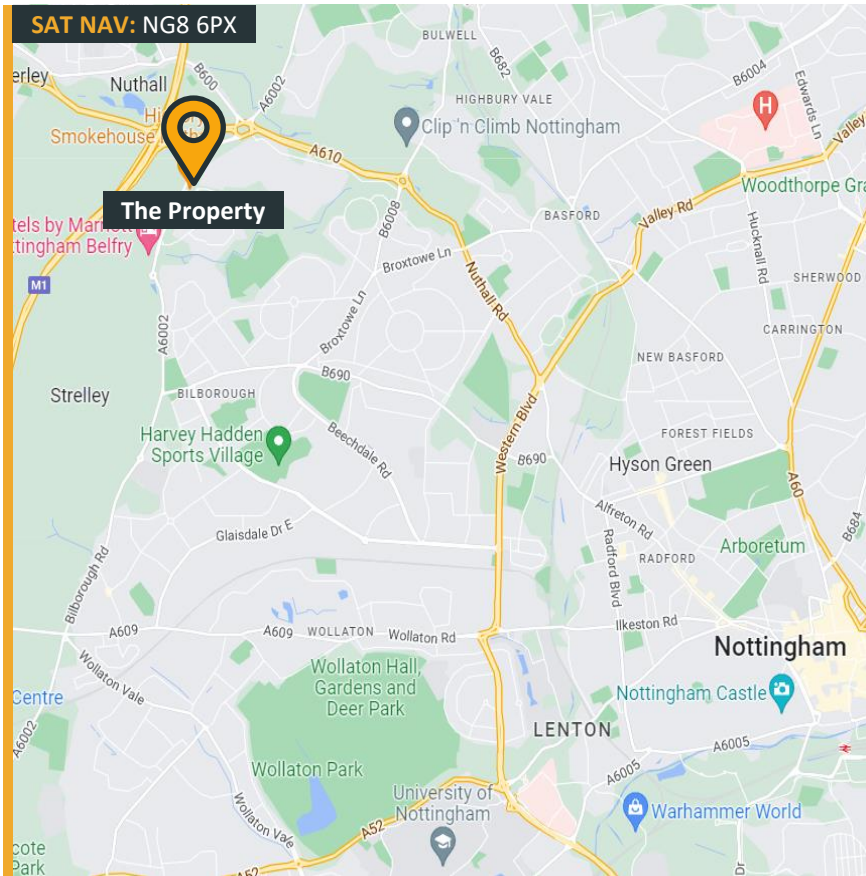 SAT NAV: NG8 6PX
BULWELL
B600
A6002
B682
erley
Nuthall
B6004
Edwards Ln
HIGHBURY VALE
H
Smokehouse
Clip 'n Climb Nottingham
A610
Valley
Woodthorpe Gra
The Property
B6008
BASFORD
Valley Rd
Hucknall Rd
tels by Marriott
ttingham Belfry
Broxtowe Ln
Nuthall Rd
SHERWOOD
M1
A6002
Broxtowe Ln
CARRINGTON
NEW BASFORD
B690
Strelley
BILBOROUGH
Western Blvd
Harvey Hadden
Sports Village
Beechdale Rd
FOREST FIELDS
B690
Hyson Green
A60
Alfreton Rd
B684
Glaisdale Dr E
Radford Blvd
RADFORD
Arboretum
Bilborough Rd
A609
A609
WOLLATON
Wollaton Rd
Ilkeston Rd
Nottingham
Wollaton Vale
Wollaton Hall,
Gardens and
Deer Park
Centre
Nottingham Castle
A6002
LENTON
A6005
Wollaton Park
A6005
University of
Nottingham
Warhammer World
Wollaton Vale
A52
cote
Park
A52
Dr